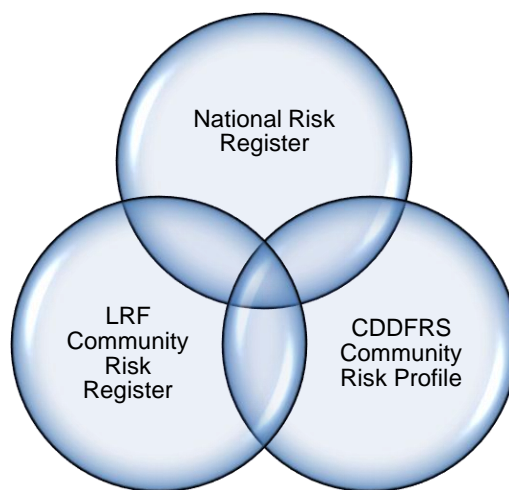 National Risk
Register
LRF
Community
Risk
Register
CDDFRS
Community
Risk Profile